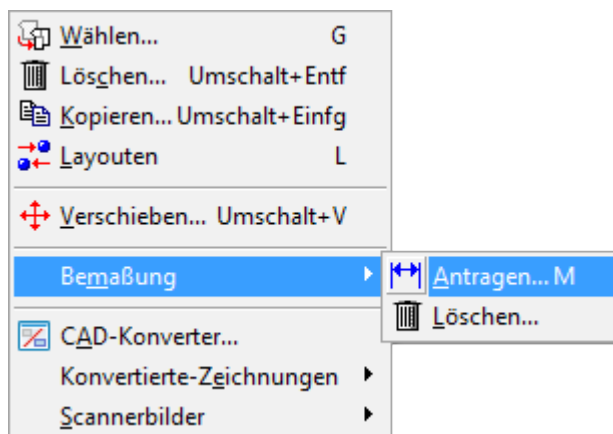 Wählen... G
Löschen... Umschalt+Entf
Kopieren... Umschalt+Einfg
Layouten L
Verschieben... Umschalt+V
Bemaßung
Antragen... M
Löschen...
CAD-Konverter...
Konvertierte-Zeichnungen
Scannerbilder